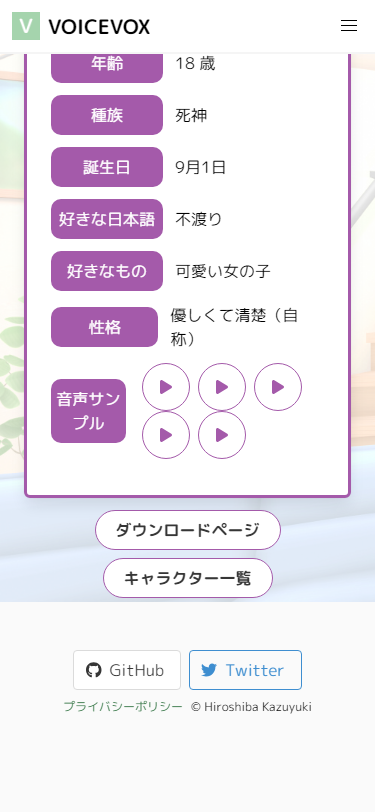 VOICEVOX
年齢 18 歳
種族 死神
誕生日 9月1日
好きな日本語 不渡り
好きなもの 可愛い女の子
性格 優しくて清楚（自
称）
音声サン
プル
ダウンロードページ
キャラクター一覧
GitHub Twitter
プライバシーポリシー © Hiroshiba Kazuyuki